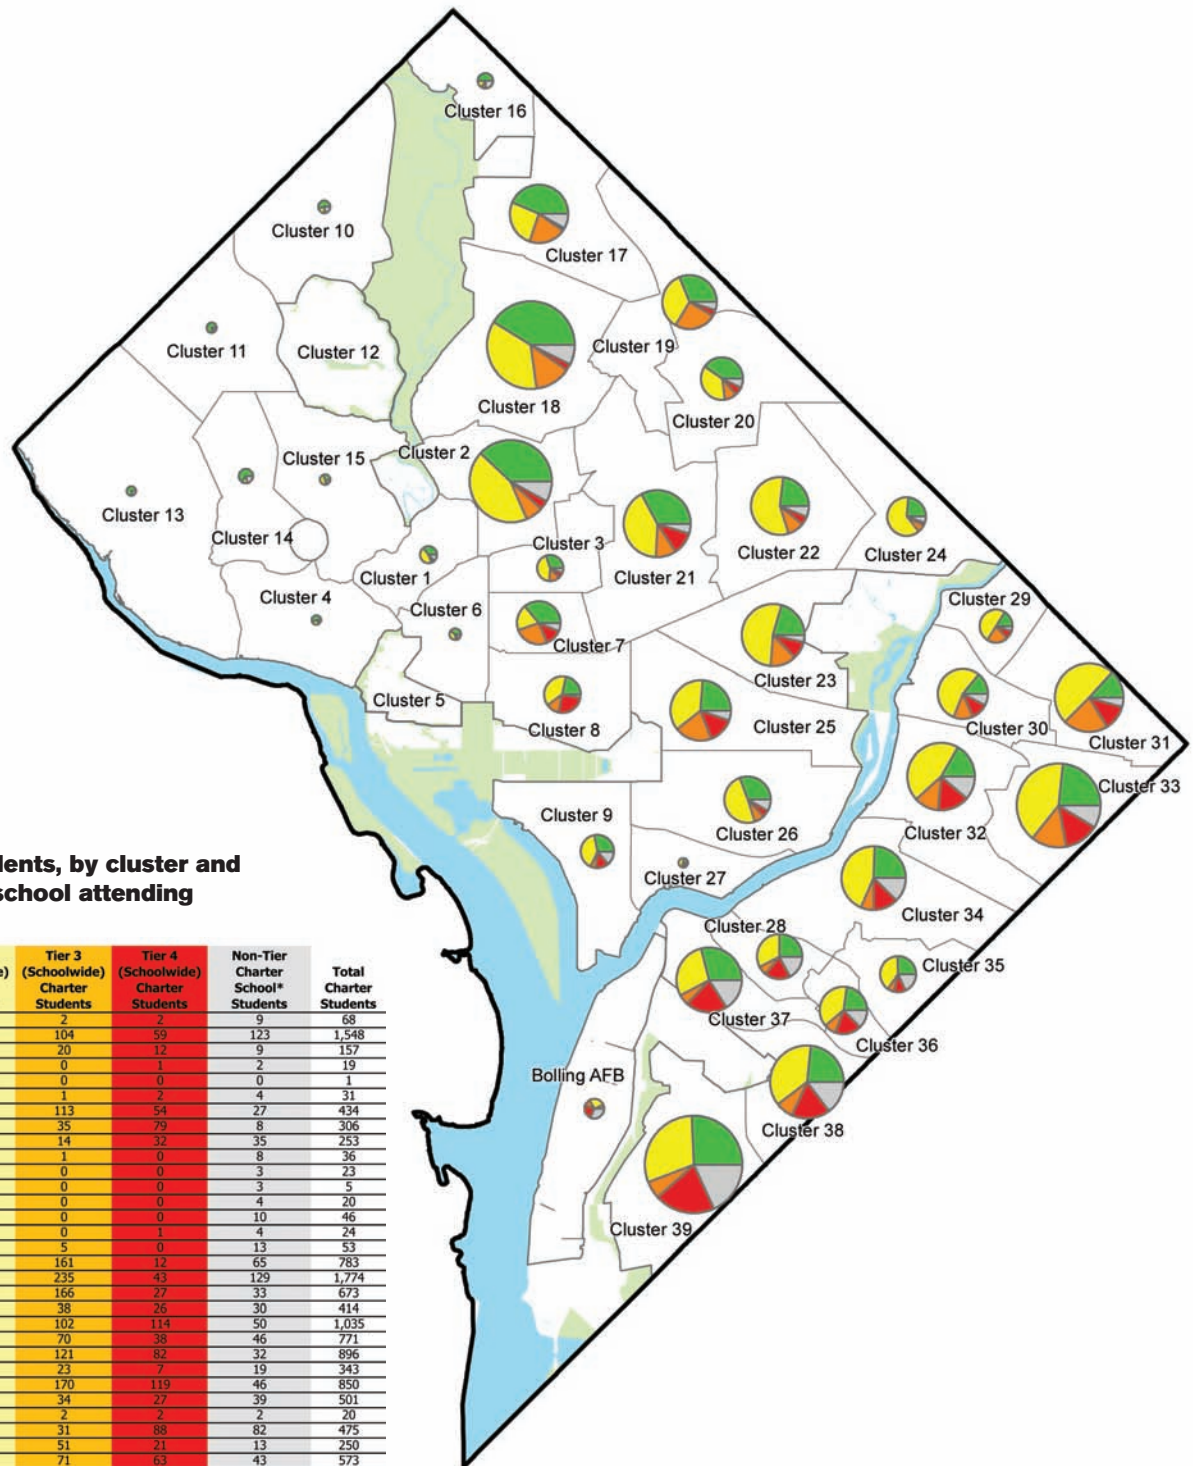 Cluster 16
Cluster 10
Cluster 17
Cluster 11
Cluster 12
Cluster 19
Cluster 18
Cluster 20
Cluster 2
Cluster 15
Cluster 13
Cluster 14
Cluster 3
Cluster 22
Cluster 24
Cluster 1
Cluster 21
Cluster 4
Cluster 6
Cluster 29
Cluster 7
Cluster 23
Cluster 5
Cluster 8
Cluster 25
Cluster 30
Cluster 31
Cluster 33
Cluster 9
Cluster 26
Cluster 32
Cluster 27
Cluster 34
Cluster 28
Cluster 35
Cluster 37
Cluster 36
Bolling AFB
Cluster 38
Cluster 39
dents, by cluster and
school attending
Tier 3 (Schoolwide) Charter Students Tier 4 (Schoolwide) Charter Students Non-Tier Charter School* Students Total Charter Students
2 2 9 68
104 59 123 1,548
20 12 9 157
0 1 2 19
0 0 0 1
1 2 4 31
113 54 27 434
35 79 8 306
14 32 35 253
1 0 8 36
0 0 3 23
0 0 3 5
0 0 4 20
0 0 10 46
0 1 4 24
5 0 13 53
161 12 65 783
235 43 129 1,774
166 27 33 673
38 26 30 414
102 114 50 1,035
70 38 46 771
121 82 32 896
23 7 19 343
170 119 46 850
34 27 39 501
2 2 2 20
31 88 82 475
51 21 13 250
71 63 43 573